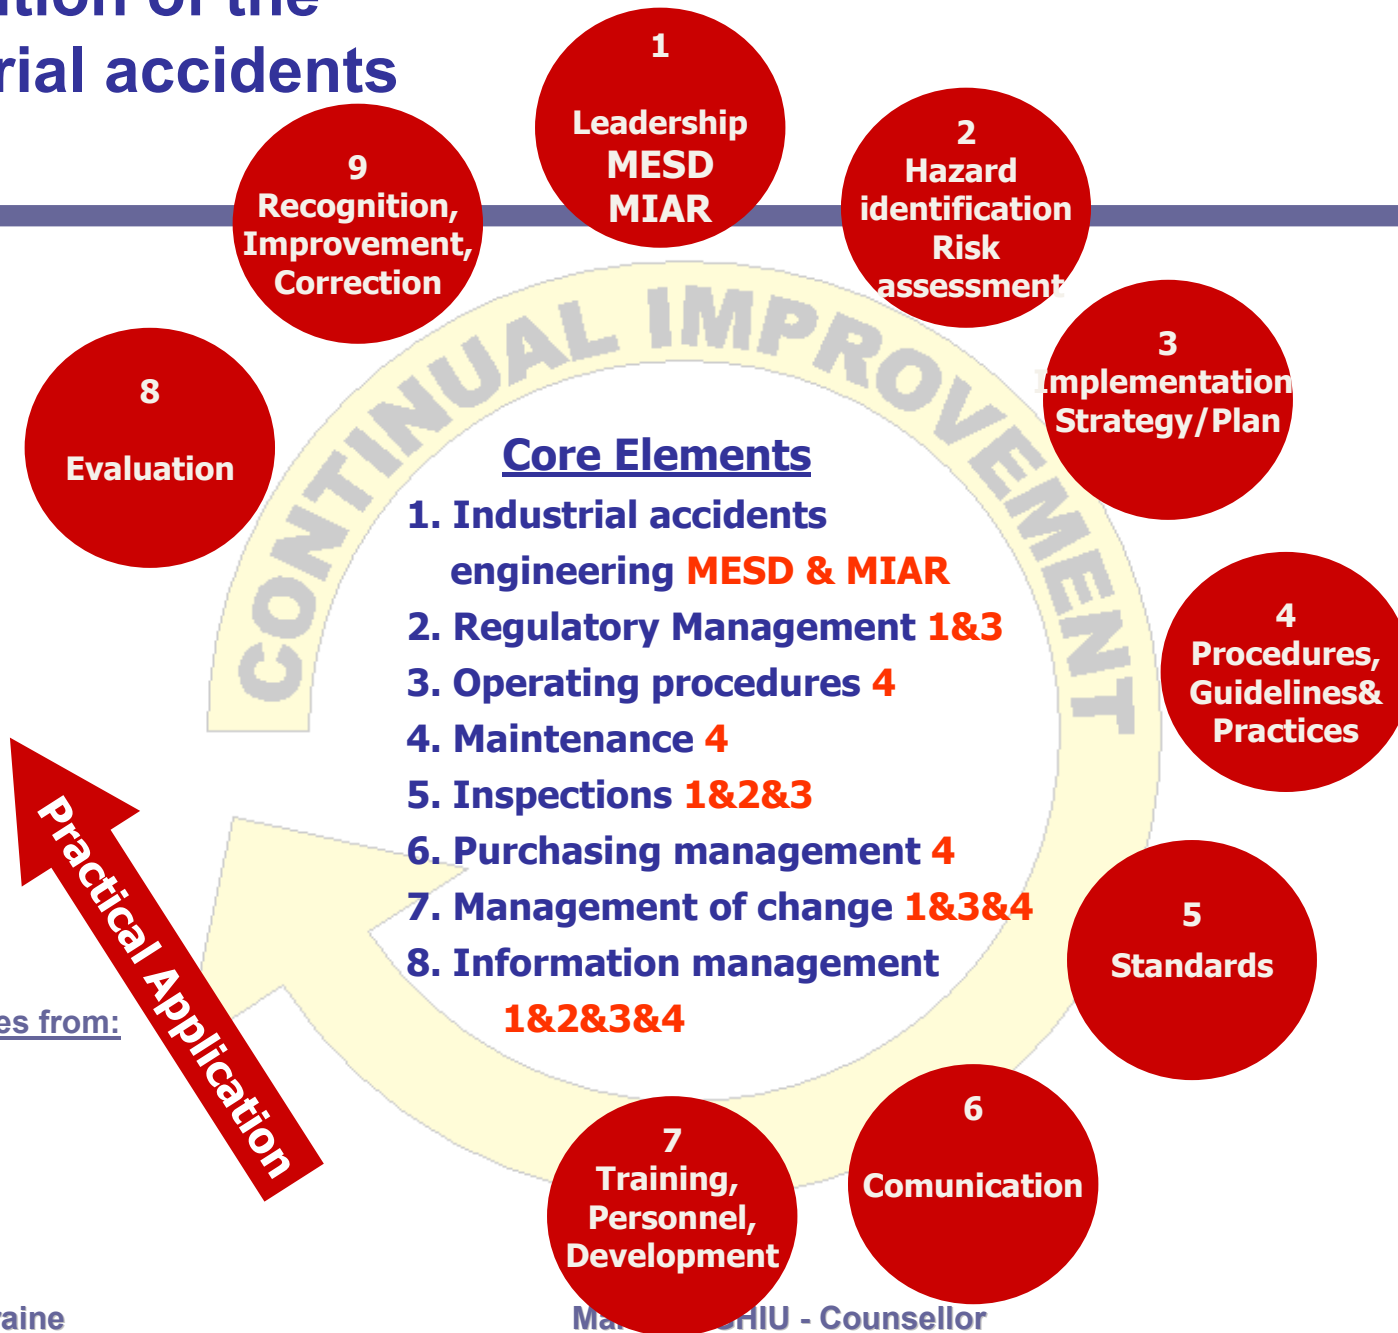 of the
accidents
1
Leadership
MESD
MIAR
2
Hazard
identification
Risk
assessment
3
Implementation
Strategy/Plan
4
Procedures,
Guidelines&
Practices
5
Standards
6
Comunication
7
Training,
Personnel,
Development
8
Evaluation
9
Recognition,
Improvement,
Correction
CONTINUAL IMPROVEMENT
Core Elements
1. Industrial accidents
engineering MESD & MIAR
2. Regulatory Management 1&3
3. Operating procedures 4
4. Maintenance 4
5. Inspections 1&2&3
6. Purchasing management 4
7. Management of change 1&3&4
8. Information management
1&2&3&4
Practical Application
from:
- Counsellor